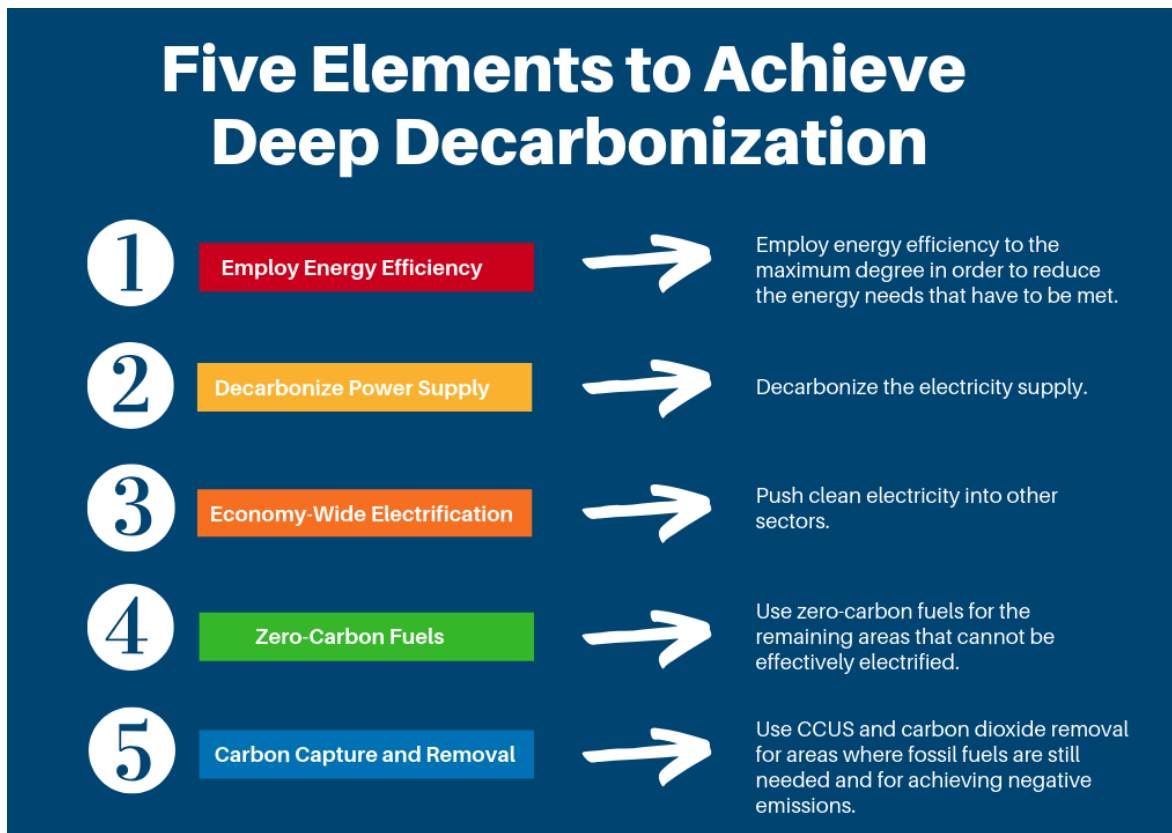 Five Elements to Achieve
Deep Decarbonization
1
Employ Energy Efficiency
Employ energy efficiency to the
maximum degree in order to reduce
the energy needs that have to be met.
2
Decarbonize Power Supply
Decarbonize the electricity supply.
3
Economy-Wide Electrification
Push clean electricity into other
sectors.
4
Zero-Carbon Fuels
Use zero-carbon fuels for the
remaining areas that cannot be
effectively electrified.
5
Carbon Capture and Removal
Use CCUS and carbon dioxide removal
for areas where fossil fuels are still
needed and for achieving negative
emissions.